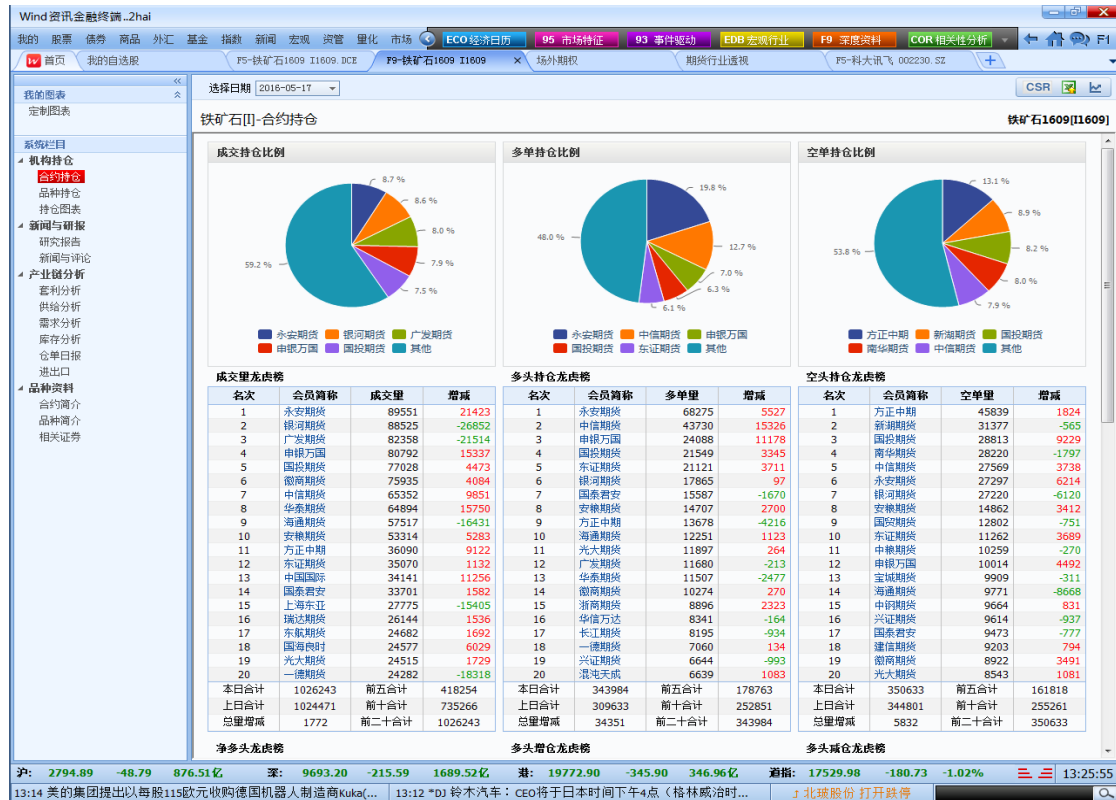 Wind资讯金融终端..2hai
我的 股票 债券 商品 外汇 基金 指数 新闻 宏观 资管 量化 市场 ECO经济日历 95 市场特征 93 事件驱动 EDB宏观行业 F9 深度资料 COR相关性分析 F1
首页 我的自选股 F5-铁矿石1609 I1609.DCE F9-铁矿石1609 I1609 × 场外期权 期货行业透视 F5-科大讯飞 002230.SZ
我的图表
定制图表
系统栏目
机构持仓
合约持仓
品种持仓
持仓图表
新闻与研报
研究报告
新闻与评论
产业链分析
套利分析
供给分析
需求分析
库存分析
仓单日报
进出口
品种资料
合约简介
品种简介
相关证券
选择日期 2016-05-17 CSR
铁矿石[I]-合约持仓 铁矿石1609[I1609]
成交持仓比例 多单持仓比例 空单持仓比例
8.7 %
8.6 %
8.0 %
7.9 %
7.5 %
59.2 %
永安期货 银河期货 广发期货
申银万国 国投期货 其他
19.8 %
12.7 %
7.0 %
6.3 %
6.1 %
48.0 %
永安期货 中信期货 申银万国
国投期货 东证期货 其他
13.1 %
8.9 %
8.2 %
8.0 %
7.9 %
53.8 %
方正中期 新湖期货 国投期货
南华期货 中信期货 其他
成交量龙虎榜 多头持仓龙虎榜 空头持仓龙虎榜
名次 会员简称 成交量 增减 名次 会员简称 多单量 增减 名次 会员简称 空单量 增减
1 永安期货 89551 21423 1 永安期货 68275 5527 1 方正中期 45839 1824
2 银河期货 88525 -26852 2 中信期货 43730 15326 2 新湖期货 31377 -565
3 广发期货 82358 -21514 3 申银万国 24088 11178 3 国投期货 28813 9229
4 申银万国 80792 15337 4 国投期货 21549 3345 4 南华期货 28220 -1797
5 国投期货 77028 4473 5 东证期货 21121 3711 5 中信期货 27569 3738
6 徽商期货 75935 4084 6 银河期货 17865 97 6 永安期货 27297 6214
7 中信期货 65352 9851 7 国泰君安 15587 -1670 7 银河期货 27220 -6120
8 华泰期货 64894 15750 8 安粮期货 14707 2700 8 安粮期货 14862 3412
9 海通期货 57517 -16431 9 方正中期 13678 -4216 9 国贸期货 12802 -751
10 安粮期货 53314 5283 10 海通期货 12251 1123 10 东证期货 11262 3689
11 方正中期 36090 9122 11 光大期货 11897 264 11 中粮期货 10259 -270
12 东证期货 35070 1132 12 广发期货 11680 -213 12 申银万国 10014 4492
13 中国国际 34141 11256 13 华泰期货 11507 -2477 13 宝城期货 9909 -311
14 国泰君安 33701 1582 14 徽商期货 10274 270 14 海通期货 9771 -8668
15 上海东亚 27775 -15405 15 浙商期货 8896 2323 15 中钢期货 9664 831
16 瑞达期货 26144 1536 16 华信万达 8341 -164 16 兴证期货 9614 -937
17 东航期货 24682 1692 17 长江期货 8195 -934 17 国泰君安 9473 -777
18 国海良时 24577 6029 18 一德期货 7060 134 18 建信期货 9203 794
19 光大期货 24515 1729 19 兴证期货 6644 -993 19 徽商期货 8922 3491
20 一德期货 24282 -18318 20 混沌天成 6639 1083 20 光大期货 8543 1081
本日合计 1026243 前五合计 418254 本日合计 343984 前五合计 178763 本日合计 350633 前五合计 161818
上日合计 1024471 前十合计 735266 上日合计 309633 前十合计 252851 上日合计 344801 前十合计 255261
总量增减 1772 前二十合计 1026243 总量增减 34351 前二十合计 343984 总量增减 5832 前二十合计 350633
净多头龙虎榜 多头增仓龙虎榜 多头减仓龙虎榜
沪: 2794.89 -48.79 876.51亿 深: 9693.20 -215.59 1689.52亿 港: 19772.90 -345.90 346.96亿 道指: 17529.98 -180.73 -1.02% 13:25:55
13:14 美的集团提出以每股115欧元收购德国机器人制造商Kuka(... 13:12 *DJ 铃木汽车：CEO将于日本时间下午4点（格林威治时... 北玻股份 打开跌停